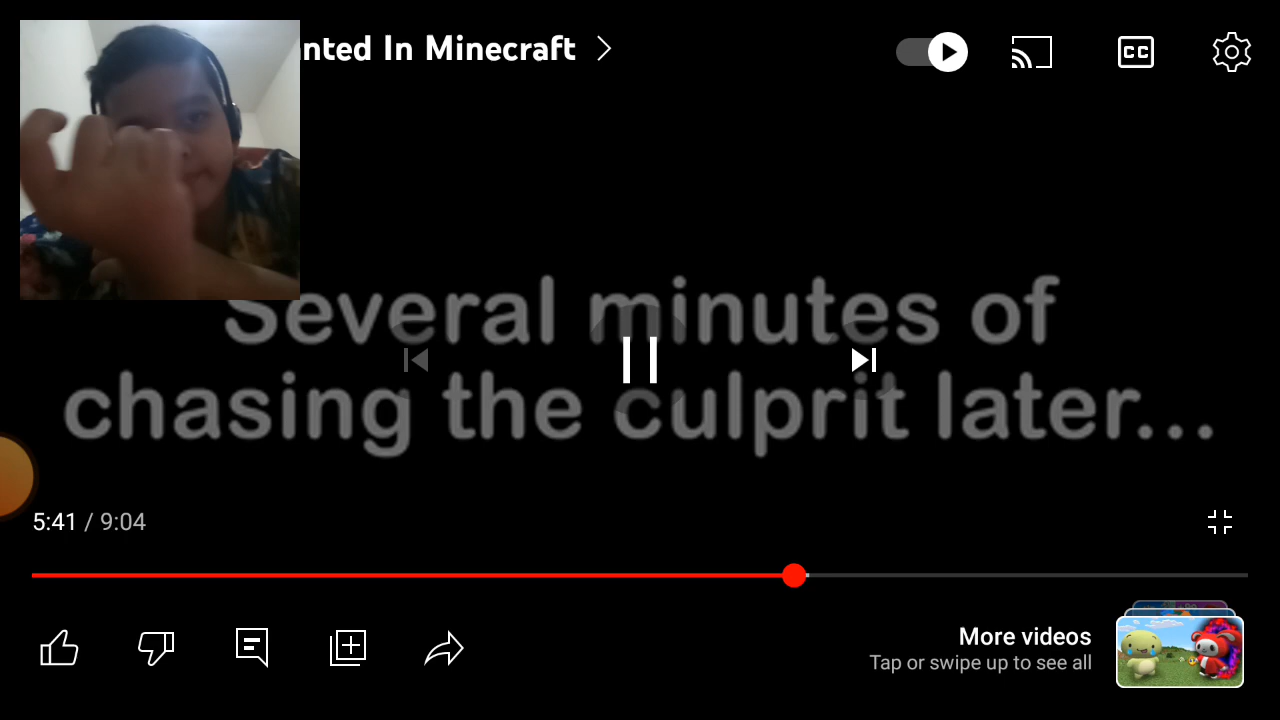 nted In Minecraft
CC
Several minutes of
chasing the culprit later...
5:41 / 9:04
More videos
Tap or swipe up to see all